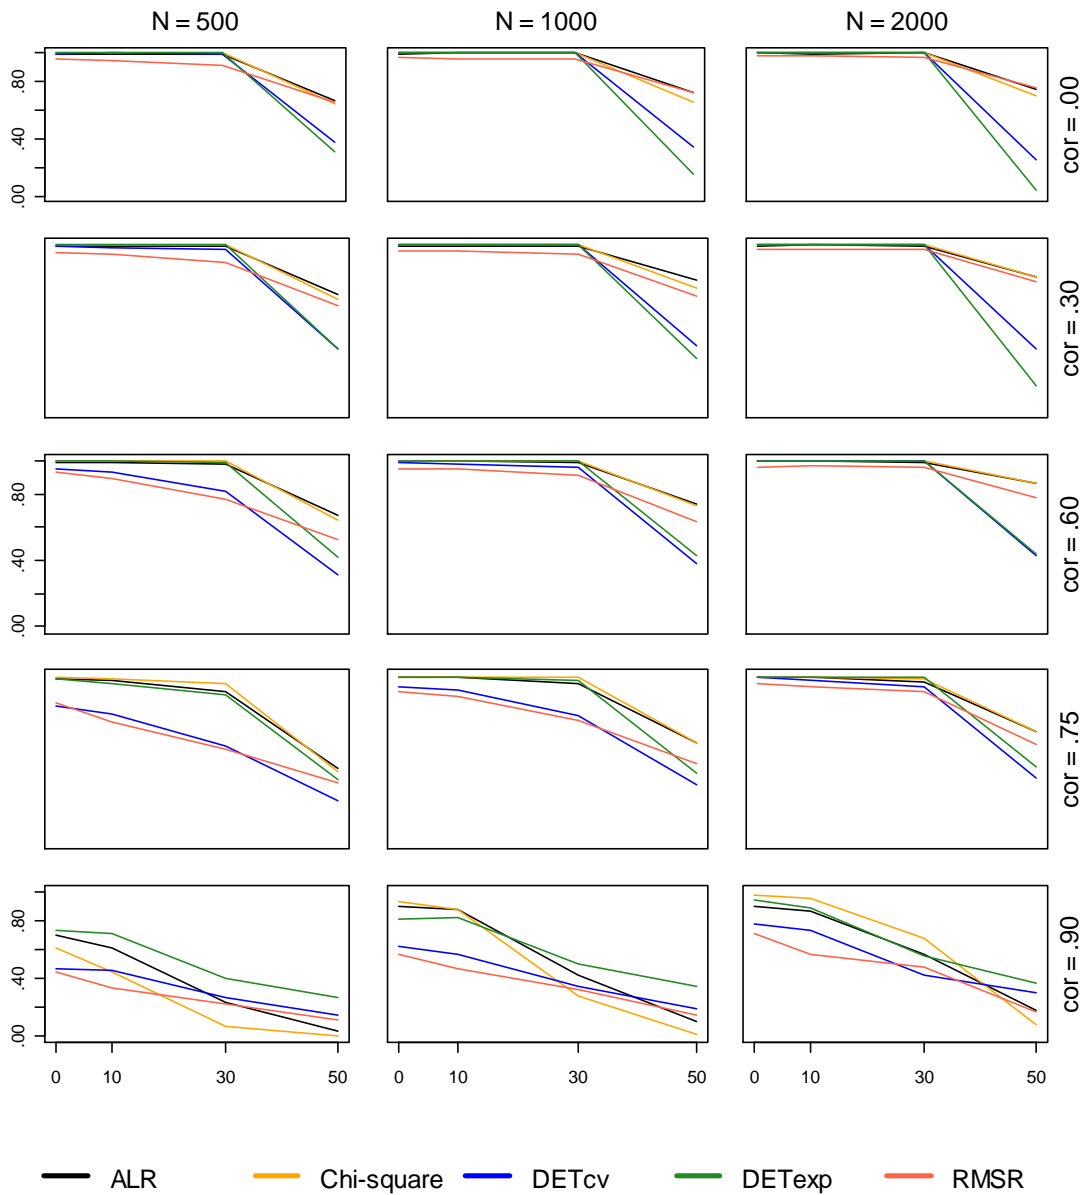 N = 500 N = 1000 N = 2000
.80
.40
.00
cor = .00
cor = .30
.80
.40
.00
cor = .60
cor = .75
.80
.40
.00
cor = .90
0 10 30 50 0 10 30 50 0 10 30 50
ALR Chi-square DETcv DETexp RMSR